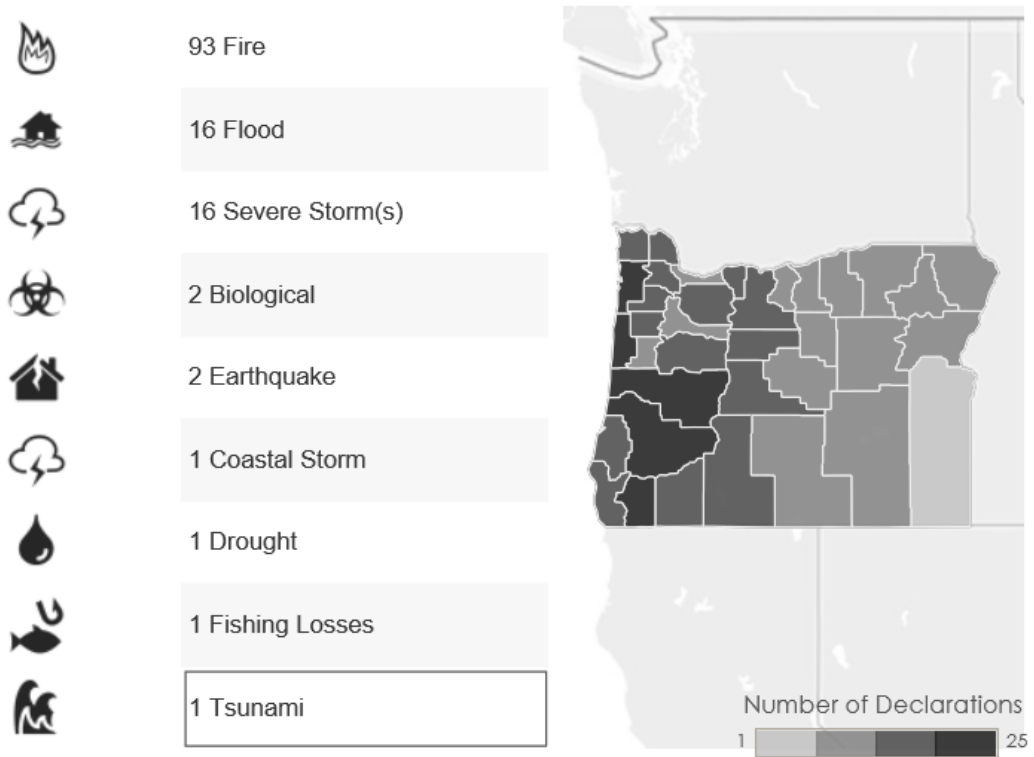 93 Fire
16 Flood
16 Severe Storm(s)
2 Biological
2 Earthquake
1 Coastal Storm
1 Drought
1 Fishing Losses
1 Tsunami
Number of Declarations
1 25